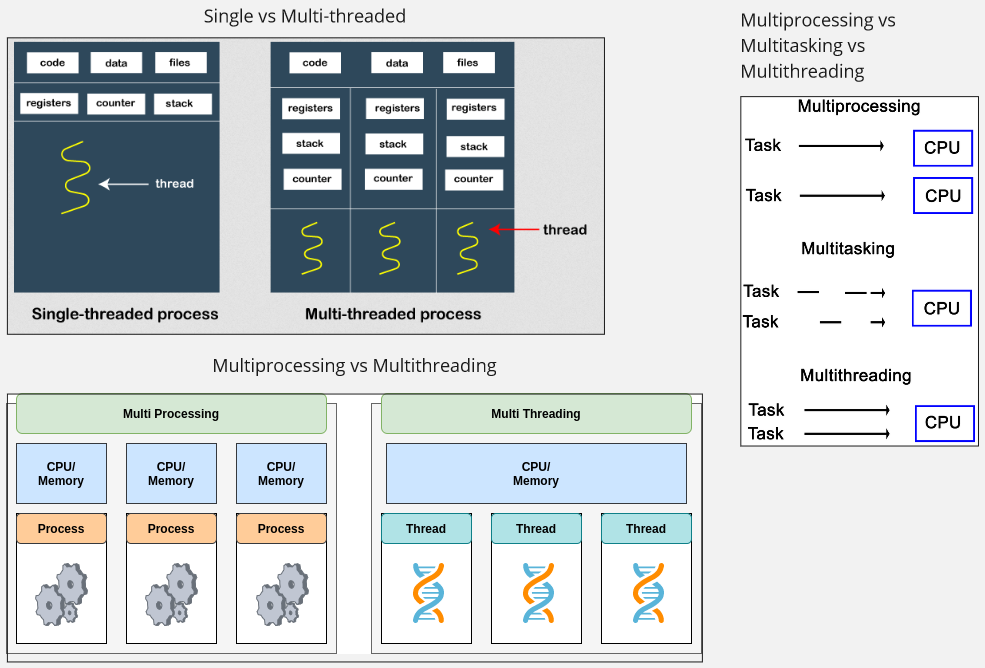 Single vs Multi-threaded
code data files
registers counter stack
thread
Single-threaded process
code data files
registers registers registers
stack stack stack
counter counter counter
thread
Multi-threaded process
Multiprocessing vs
Multitasking vs
Multithreading
Multiprocessing
Task CPU
Task CPU
Multitasking
Task
CPU
Task
Multithreading
Task
CPU
Task
Multiprocessing vs Multithreading
Multi Processing
CPU/ CPU/ CPU/
Memory Memory Memory
Process Process Process
Multi Threading
CPU/
Memory
Thread Thread Thread